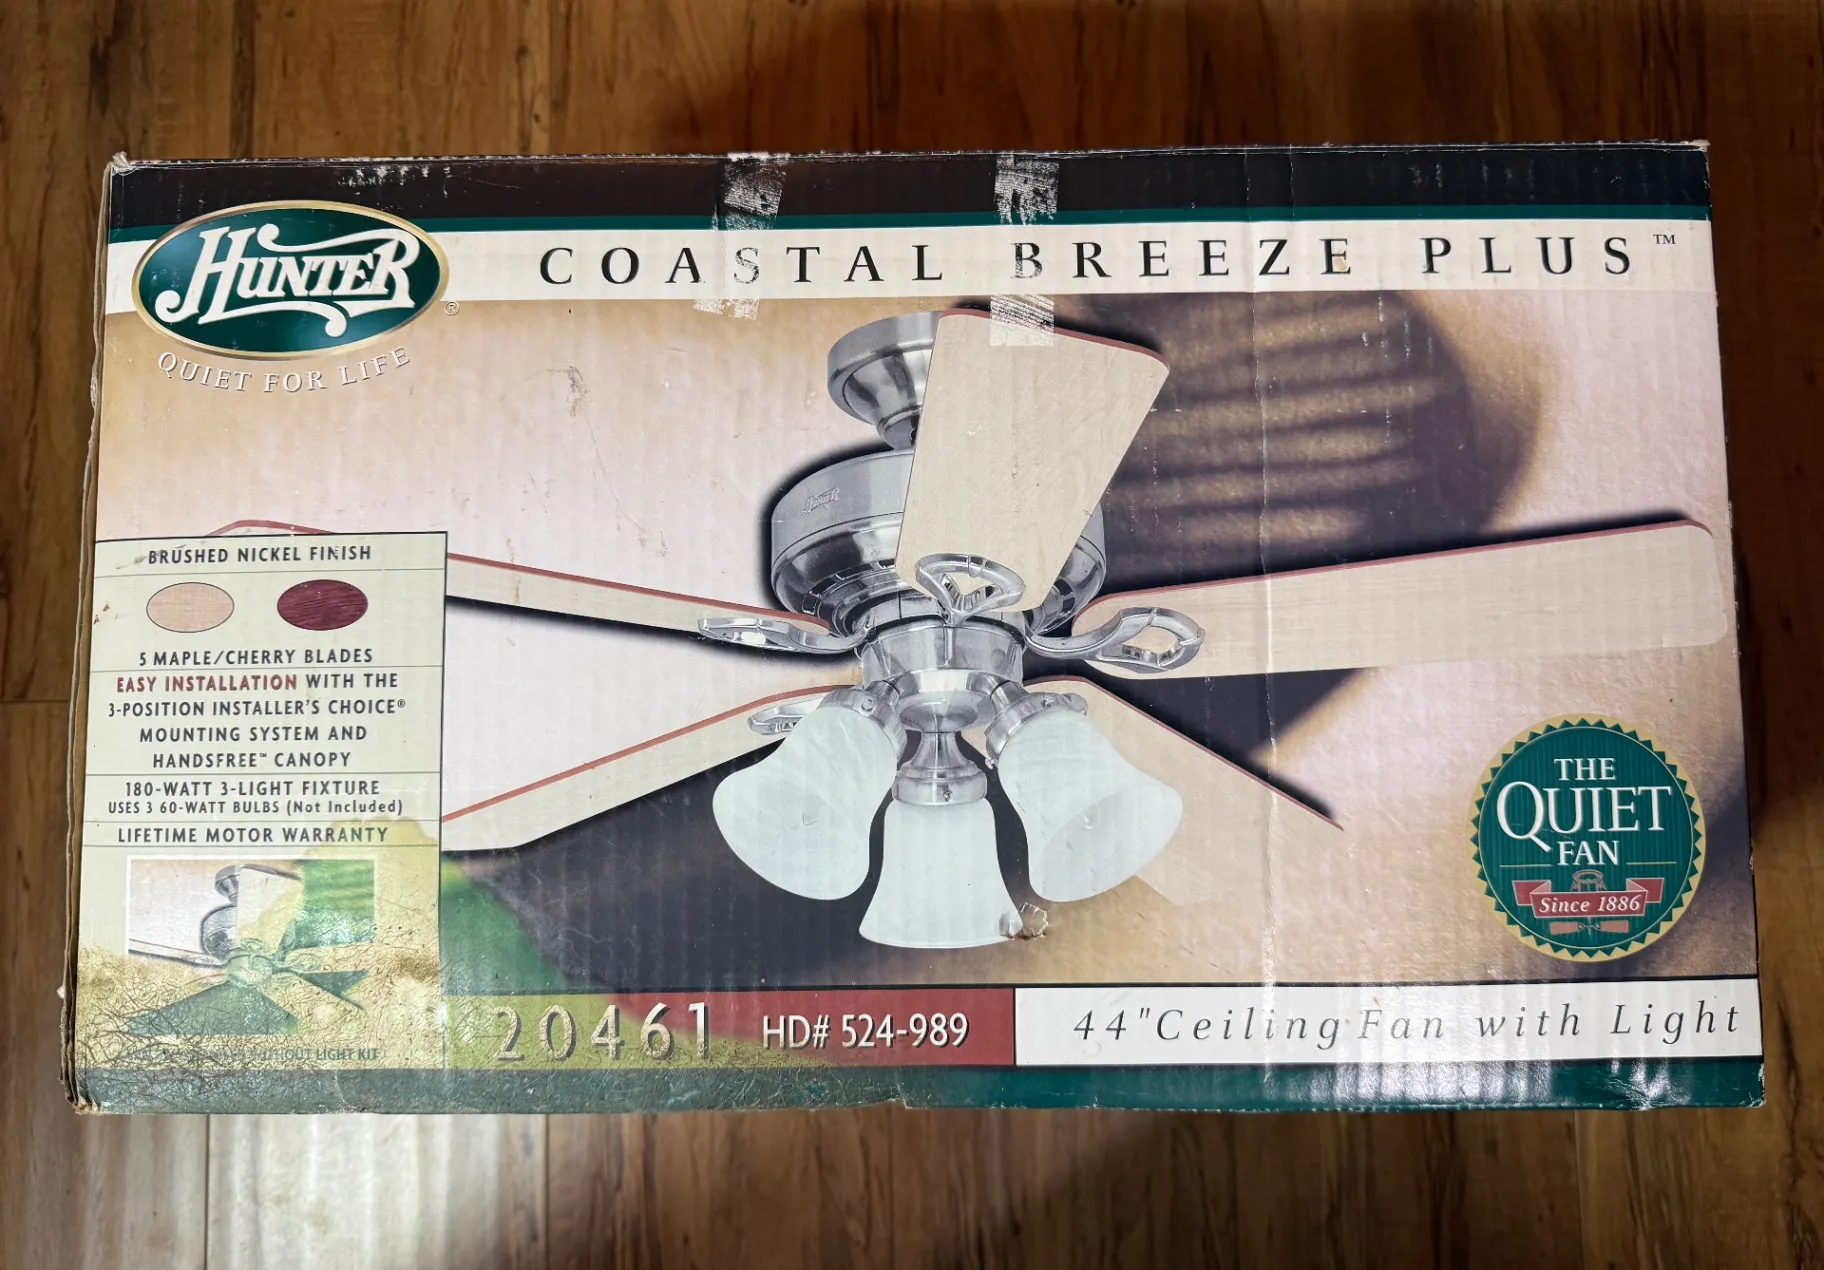 HUNTER®
QUIET FOR LIFE
COASTAL BREEZE PLUS™
HUNTER
BRUSHED NICKEL FINISH
5 MAPLE/CHERRY BLADES
EASY INSTALLATION WITH THE
3-POSITION INSTALLER'S CHOICE®
MOUNTING SYSTEM AND
HANDSFREE™ CANOPY
180-WATT 3-LIGHT FIXTURE
USES 3 60-WATT BULBS (Not Included)
LIFETIME MOTOR WARRANTY
WITHOUT LIGHT KIT
THE
QUIET
FAN
Since 1886
20461 HD# 524-989
44" Ceiling Fan with Light